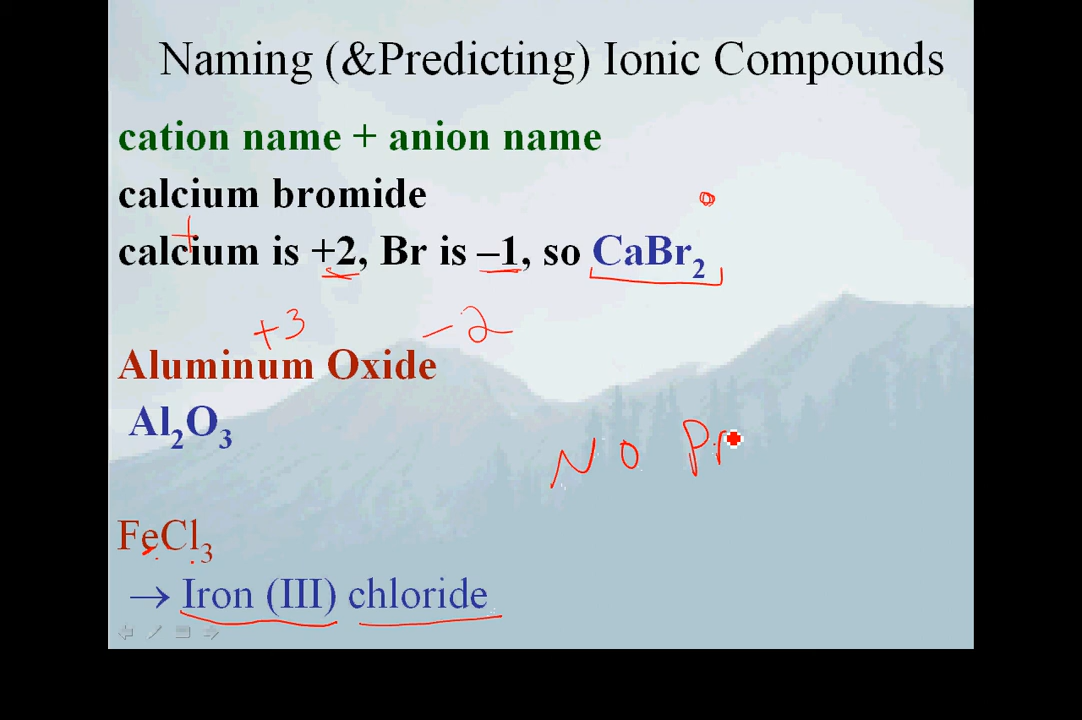 Naming (&Predicting) Ionic Compounds
cation name + anion name
calcium bromide
calcium is +2, Br is –1, so CaBr₂
+3 -2
Aluminum Oxide
Al₂O₃
NO Pr
FeCl₃
→ Iron (III) chloride